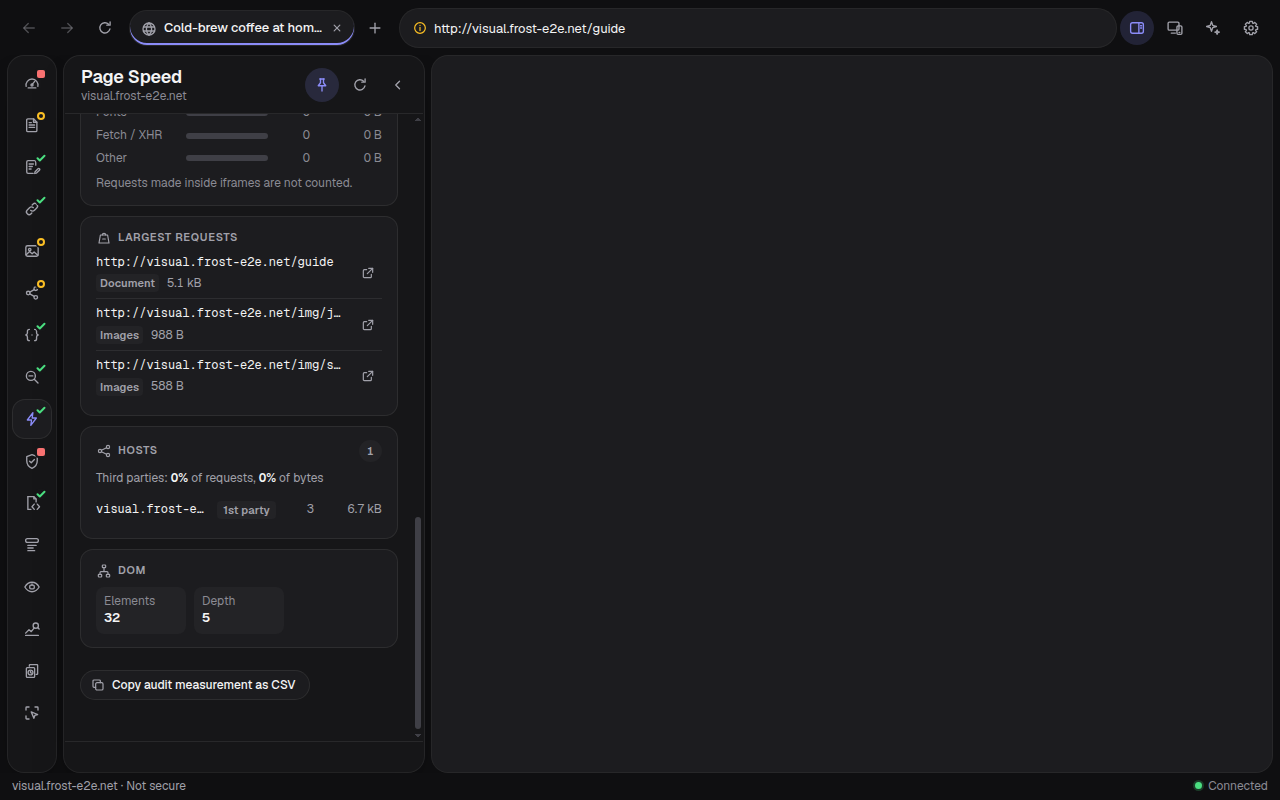 Cold-brew coffee at hom…
http://visual.frost-e2e.net/guide
Page Speed
visual.frost-e2e.net
Fonts 0 0 B
Fetch / XHR 0 0 B
Other 0 0 B
Requests made inside iframes are not counted.
LARGEST REQUESTS
http://visual.frost-e2e.net/guide
Document 5.1 kB
http://visual.frost-e2e.net/img/j…
Images 988 B
http://visual.frost-e2e.net/img/s…
Images 588 B
HOSTS 1
Third parties: 0% of requests, 0% of bytes
visual.frost-e… 1st party 3 6.7 kB
DOM
Elements Depth
32 5
Copy audit measurement as CSV
visual.frost-e2e.net · Not secure
Connected